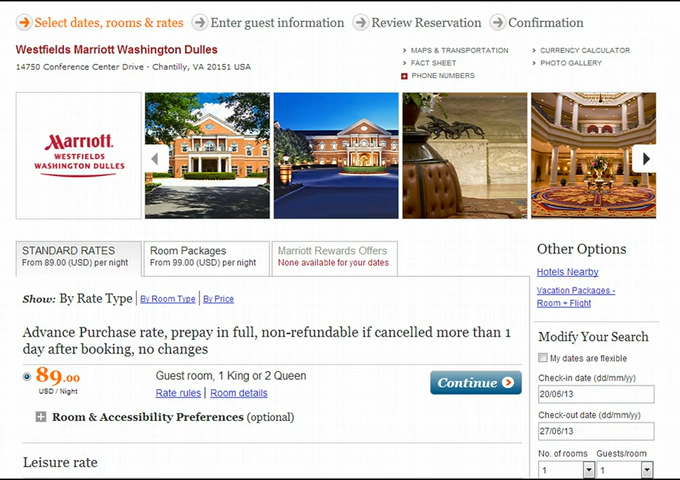 Select dates, rooms & rates Enter guest information Review Reservation Confirmation
Westfields Marriott Washington Dulles
14750 Conference Center Drive · Chantilly, VA 20151 USA
MAPS & TRANSPORTATION
FACT SHEET
PHONE NUMBERS
CURRENCY CALCULATOR
PHOTO GALLERY
Marriott
WESTFIELDS
WASHINGTON DULLES
STANDARD RATES
From 89.00 (USD) per night
Room Packages
From 99.00 (USD) per night
Marriott Rewards Offers
None available for your dates
Show: By Rate Type | By Room Type | By Price
Advance Purchase rate, prepay in full, non-refundable if cancelled more than 1
day after booking, no changes
89.00
USD / Night
Guest room, 1 King or 2 Queen
Rate rules | Room details
Continue
Room & Accessibility Preferences (optional)
Leisure rate
Other Options
Hotels Nearby
Vacation Packages -
Room + Flight
Modify Your Search
My dates are flexible
Check-in date (dd/mm/yy)
20/06/13
Check-out date (dd/mm/yy)
27/06/13
No. of rooms Guests/room
1 1